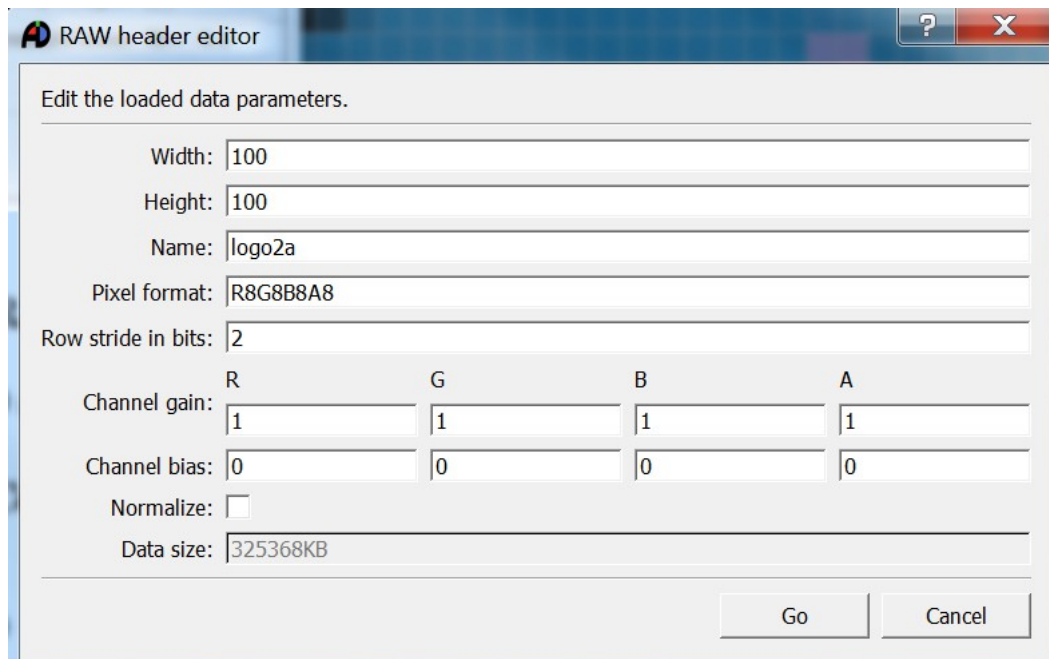 RAW header editor
Edit the loaded data parameters.
Width: 100
Height: 100
Name: logo2a
Pixel format: R8G8B8A8
Row stride in bits: 2
R G B A
Channel gain: 1 1 1 1
Channel bias: 0 0 0 0
Normalize:
Data size: 325368KB
Go Cancel